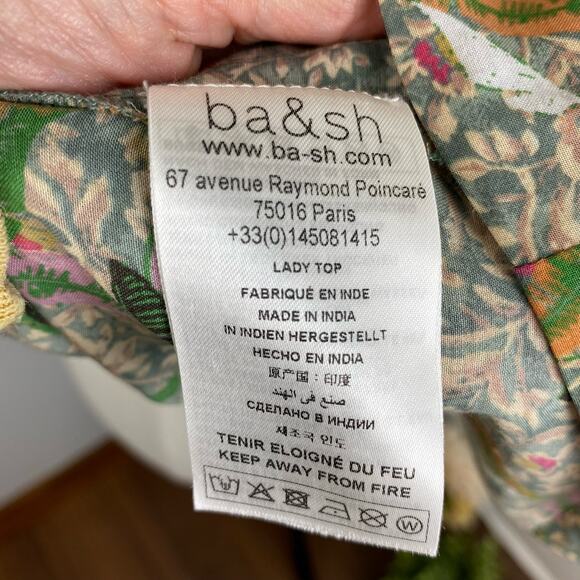 ba&sh
www.ba-sh.com
67 avenue Raymond Poincaré
75016 Paris
+33(0)145081415
LADY TOP
FABRIQUÉ EN INDE
MADE IN INDIA
IN INDIEN HERGESTELLT
HECHO EN INDIA
原产国：印度
صنع في الهند
СДЕЛАНО В ИНДИИ
제조국 인도
TENIR ELOIGNÉ DU FEU
KEEP AWAY FROM FIRE
W